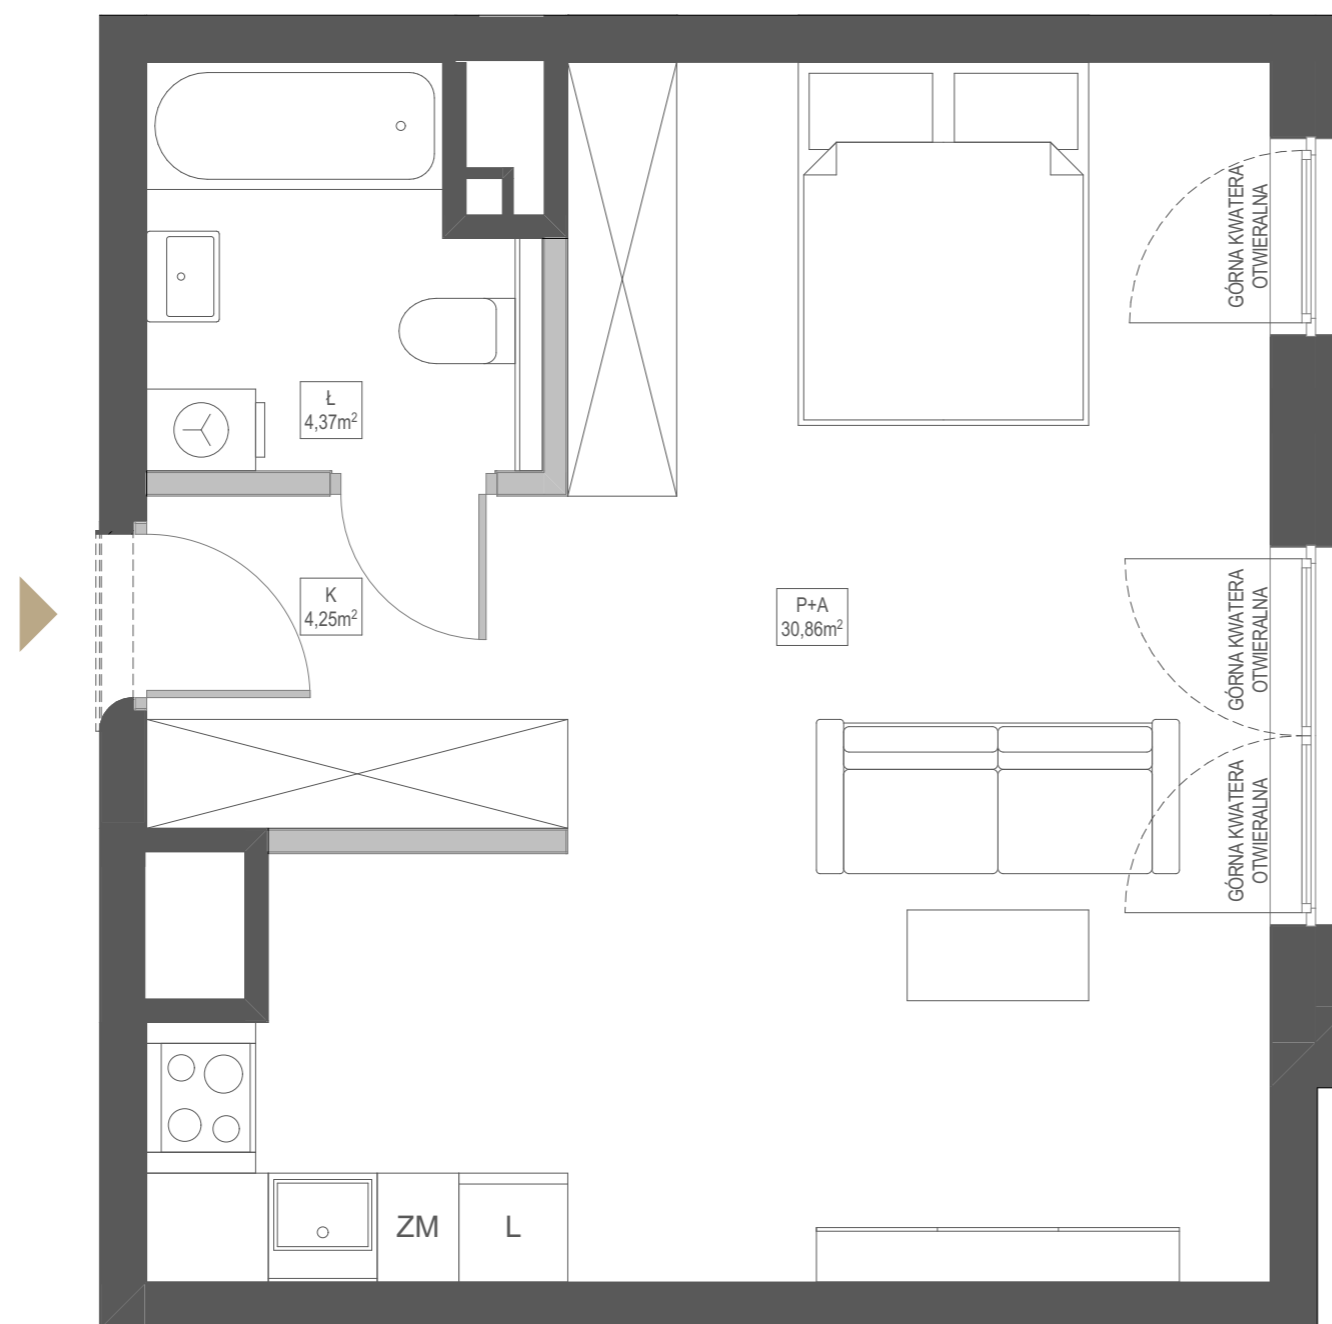 GÓRNA KWATERA
OTWIERALNA
Ł
4,37m²
K
4,25m²
P+A
30,86m²
GÓRNA KWATERA
OTWIERALNA
GÓRNA KWATERA
OTWIERALNA
ZM
L